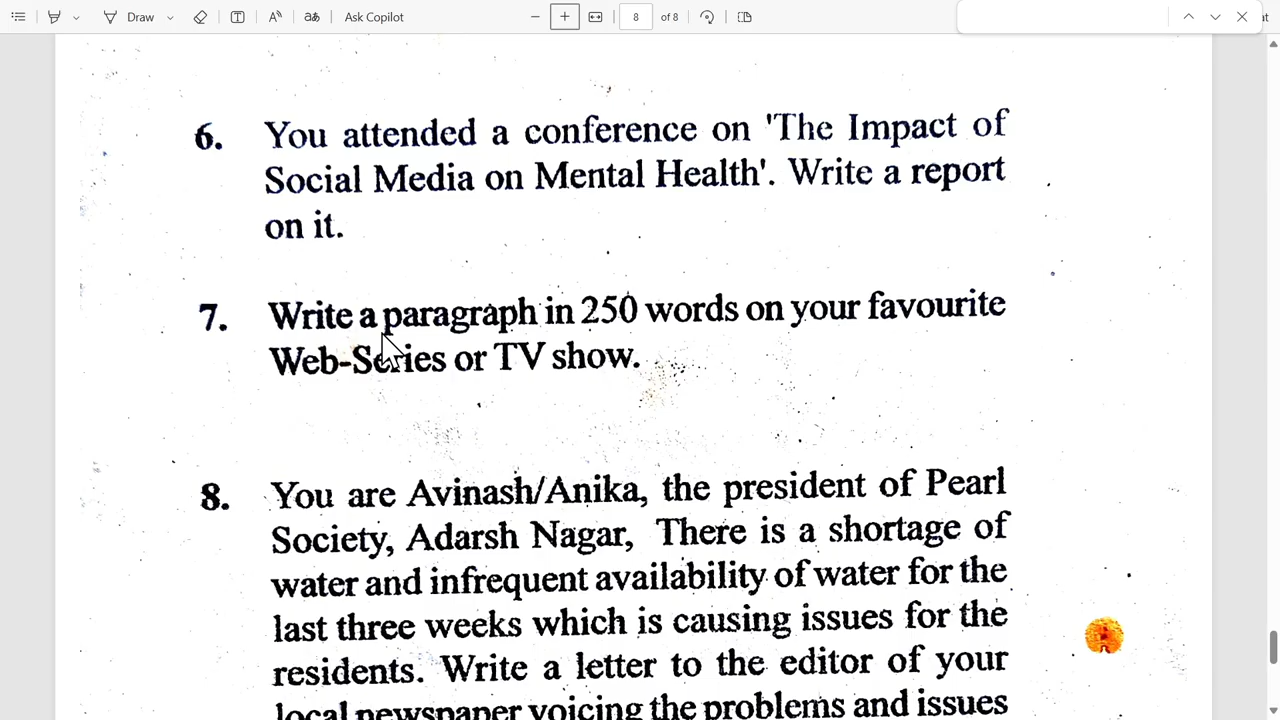 Draw
Ask Copilot
8 of 8
6. You attended a conference on 'The Impact of
Social Media on Mental Health'. Write a report
on it.
7. Write a paragraph in 250 words on your favourite
Web-Series or TV show.
8. You are Avinash/Anika, the president of Pearl
Society, Adarsh Nagar, There is a shortage of
water and infrequent availability of water for the
last three weeks which is causing issues for the
residents. Write a letter to the editor of your
local newspaper voicing the problems and issues